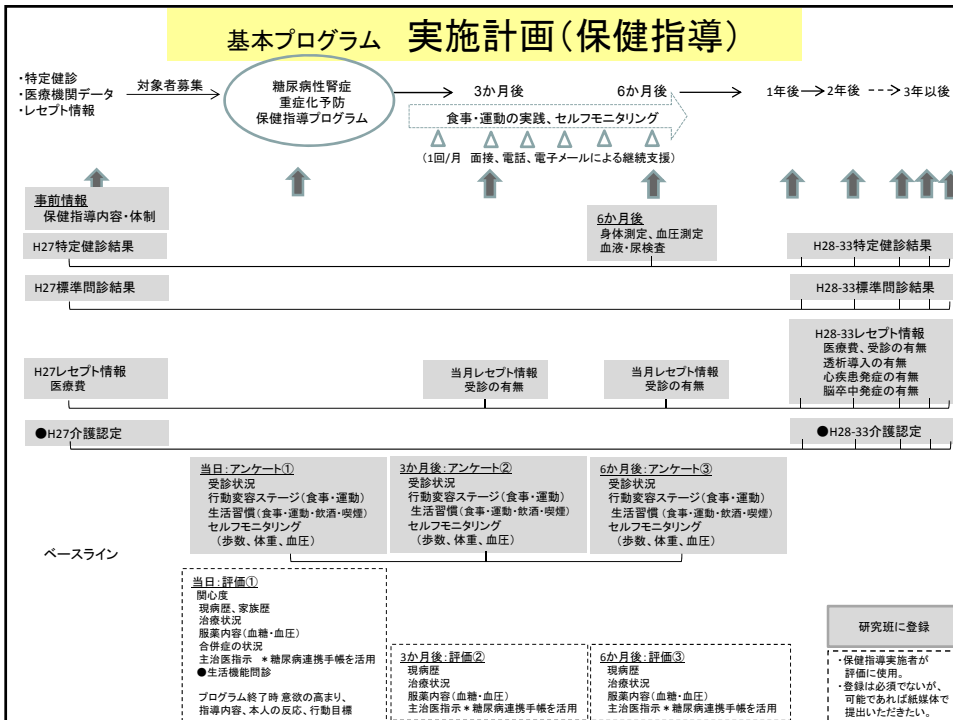 基本プログラム 実施計画(保健指導)
・特定健診
・医療機関データ
・レセプト情報
対象者募集
糖尿病性腎症
重症化予防
保健指導プログラム
3か月後
6か月後
1年後
2年後
3年以後
食事・運動の実践、セルフモニタリング
(1回/月 面接、電話、電子メールによる継続支援)
事前情報
保健指導内容・体制
6か月後
身体測定、血圧測定
血液・尿検査
H27特定健診結果
H28-33特定健診結果
H27標準問診結果
H28-33標準問診結果
H27レセプト情報
医療費
当月レセプト情報
受診の有無
当月レセプト情報
受診の有無
H28-33レセプト情報
医療費、受診の有無
透析導入の有無
心疾患発症の有無
脳卒中発症の有無
●H27介護認定
●H28-33介護認定
当日:アンケート①
受診状況
行動変容ステージ(食事・運動)
生活習慣(食事・運動・飲酒・喫煙)
セルフモニタリング
(歩数、体重、血圧)
3か月後:アンケート②
受診状況
行動変容ステージ(食事・運動)
生活習慣(食事・運動・飲酒・喫煙)
セルフモニタリング
(歩数、体重、血圧)
6か月後:アンケート③
受診状況
行動変容ステージ(食事・運動)
生活習慣(食事・運動・飲酒・喫煙)
セルフモニタリング
(歩数、体重、血圧)
ベースライン
当日:評価①
関心度
現病歴、家族歴
治療状況
服薬内容(血糖・血圧)
合併症の状況
主治医指示 *糖尿病連携手帳を活用
●生活機能問診
プログラム終了時 意欲の高まり、
指導内容、本人の反応、行動目標
3か月後:評価②
現病歴
治療状況
服薬内容(血糖・血圧)
主治医指示*糖尿病連携手帳を活用
6か月後:評価③
現病歴
治療状況
服薬内容(血糖・血圧)
主治医指示*糖尿病連携手帳を活用
研究班に登録
・保健指導実施者が
評価に使用。
・登録は必須でないが、
可能であれば紙媒体で
提出いただきたい。